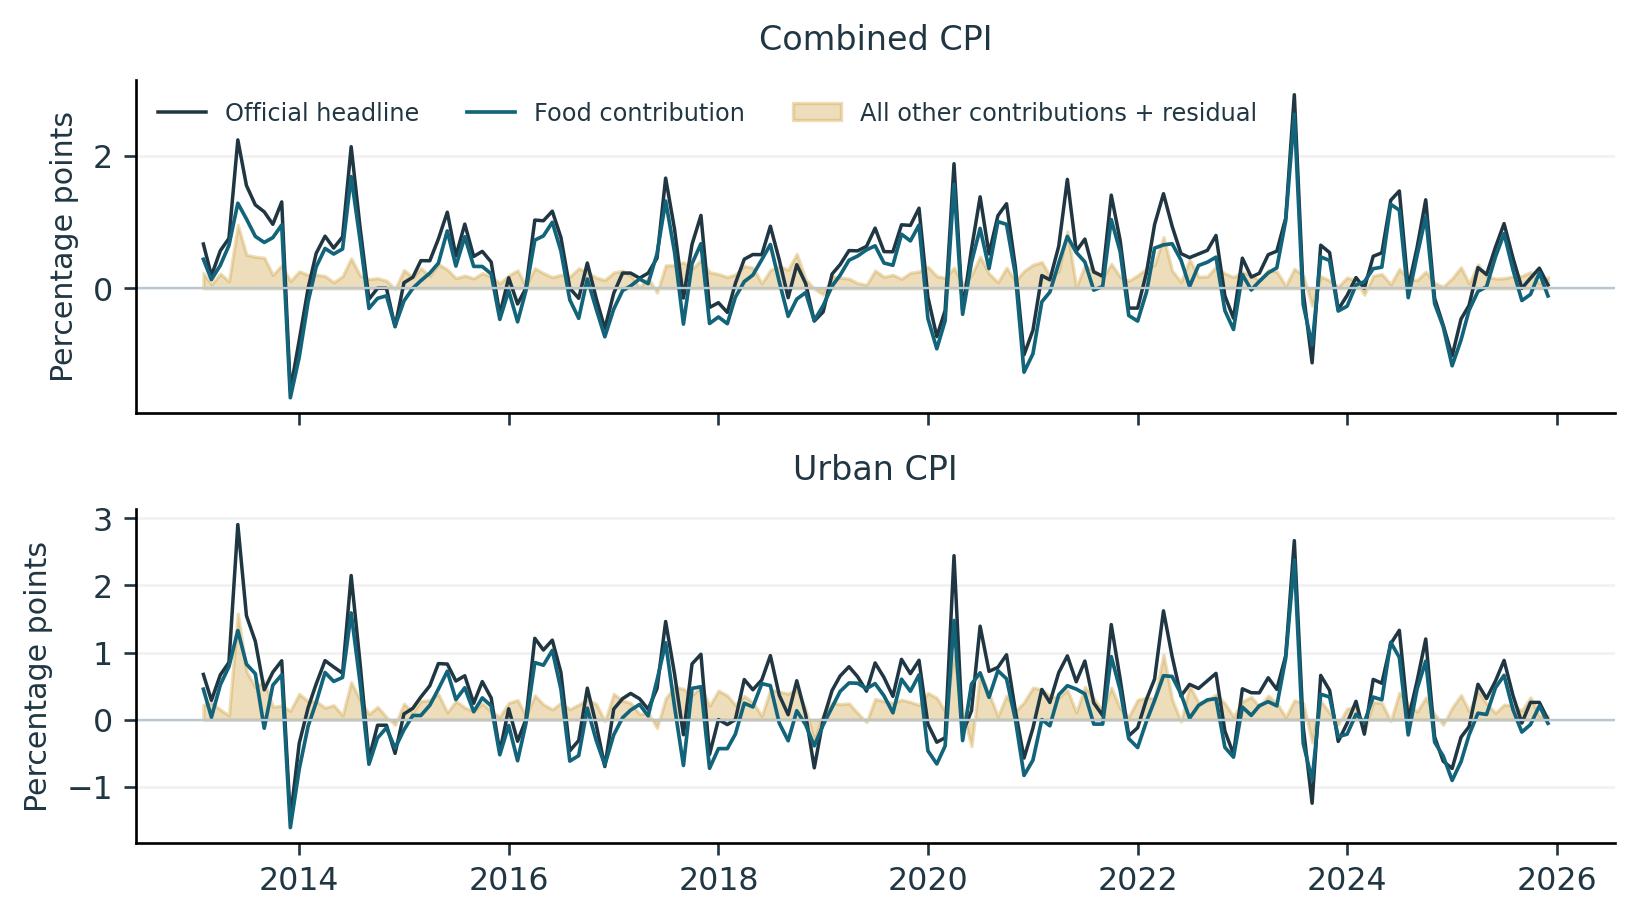 Combined CPI
Official headline
Food contribution
All other contributions + residual
Percentage points
2
0
Urban CPI
Percentage points
3
2
1
0
−1
2014
2016
2018
2020
2022
2024
2026